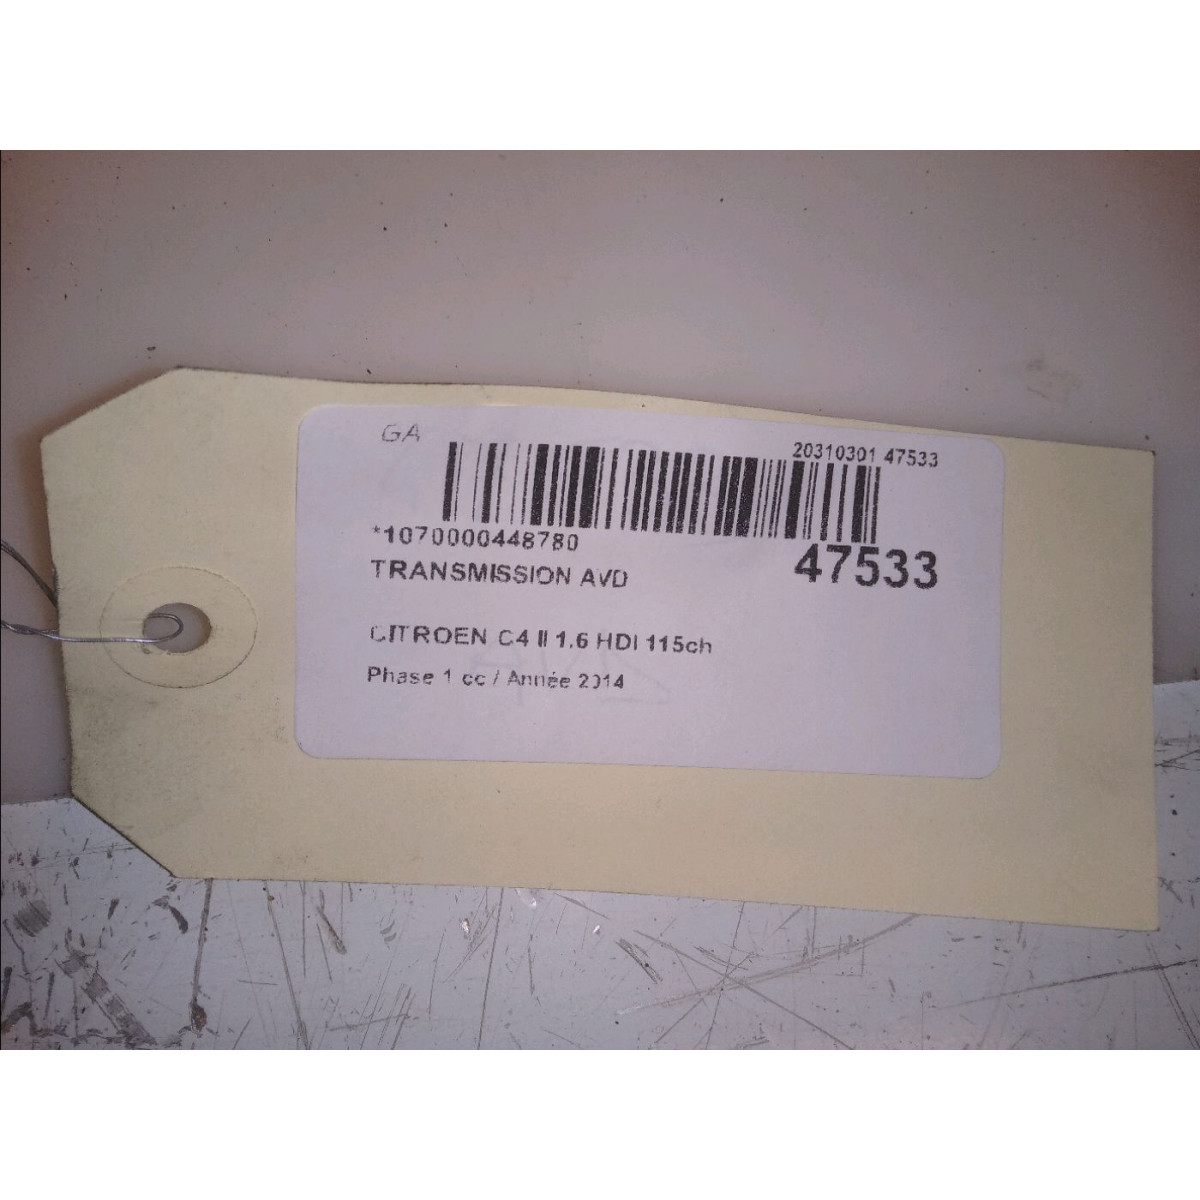 GA
20310301 47533
*1070000448780
47533
TRANSMISSION AVD
CITROEN C4 II 1.6 HDI 115ch
Phase 1 cc / Année 2014